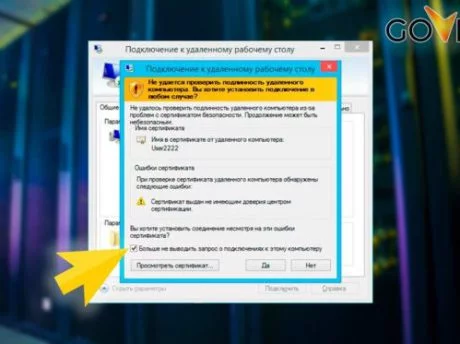 GOV
Подключение к удаленному рабочему столу
Подключение к удаленному рабочему столу
Не удается проверить подлинность удаленного
компьютера. Вы хотите установить подключение в
любом случае?
Не удалось проверить подлинность удаленного компьютера из-за
проблем с сертификатом безопасности. Продолжение может быть
небезопасным.
Имя сертификата
Имя в сертификате от удаленного компьютера:
User2222
Ошибки сертификата
При проверке сертификата удаленного компьютера обнаружены
следующие ошибки:
Сертификат выдан не имеющим доверия центром
сертификации.
Вы хотите установить соединение несмотря на эти ошибки
сертификата?
Больше не выводить запрос о подключениях к этому компьютеру
Просмотреть сертификат...
Да
Нет
Скрыть параметры
Подключить
Справка